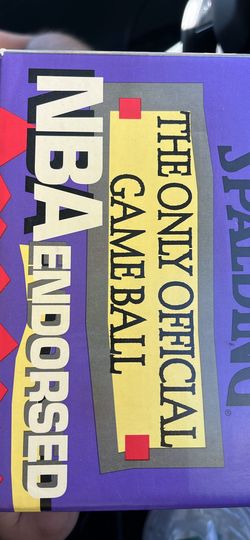 SPALDING®
THE ONLY OFFICIAL
GAME BALL
NBA ENDORSED